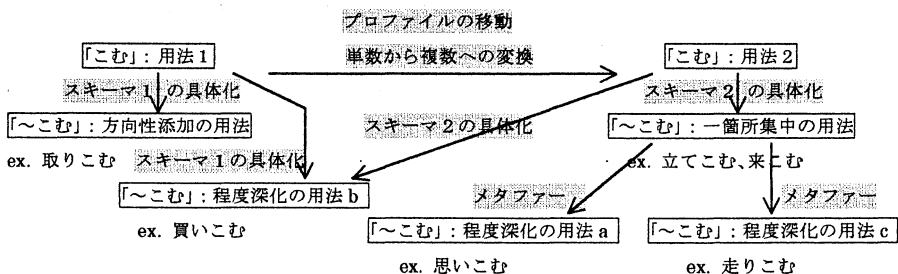 プロファイルの移動
「こむ」：用法1
単数から複数への変換
「こむ」：用法2
スキーマ1の具体化
スキーマ2の具体化
「～こむ」：方向性添加の用法
スキーマ2の具体化
「～こむ」：一箇所集中の用法
ex. 取りこむ
スキーマ1の具体化
ex. 立てこむ、来こむ
「～こむ」：程度深化の用法b
メタファー
メタファー
ex. 買いこむ
「～こむ」：程度深化の用法a
「～こむ」：程度深化の用法c
ex. 思いこむ
ex. 走りこむ